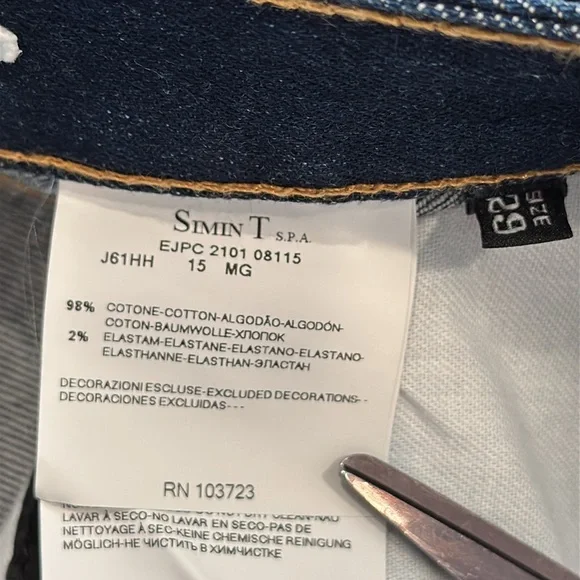 SIMIN T S.P.A.
EJPC 2101 08115
J61HH 15 MG
98% COTONE-COTTON-ALGODÃO-ALGODÓN-
COTON-BAUMWOLLE-ХЛОПОК
2% ELASTAM-ELASTANE-ELASTANO-ELASTANO-
ELASTHANNE-ELASTHAN-ЭЛАСТАН
DECORAZIONI ESCLUSE-EXCLUDED DECORATIONS--
DECORACIONES EXCLUIDAS---
RN 103723
LAVAR À SECO-NO LAVAR EN SECO-PAS DE
NETTOYAGE À SEC-KEINE CHEMISCHE REINIGUNG
MÖGLICH-НЕ ЧИСТИТЬ В ХИМЧИСТКЕ
SIZE
29